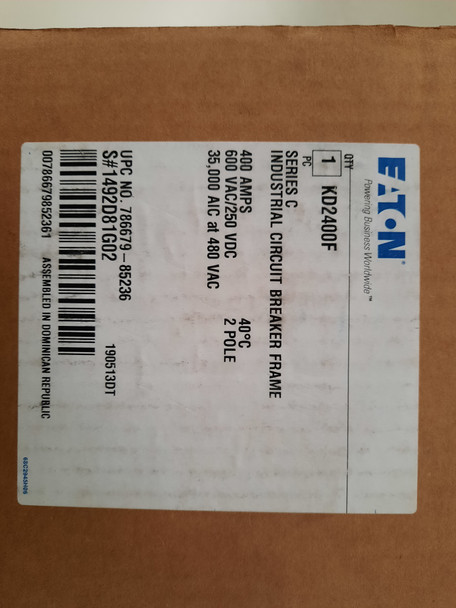 EATON
Powering Business Worldwide™
QTY
1
PC
KD2400F
SERIES C
INDUSTRIAL CIRCUIT BREAKER FRAME
400 AMPS 40°C
600 VAC/250 VDC 2 POLE
35,000 AIC at 480 VAC
UPC NO. 786679-85236
S#1492D81G02
190513DT
00786679852361 ASSEMBLED IN DOMINICAN REPUBLIC